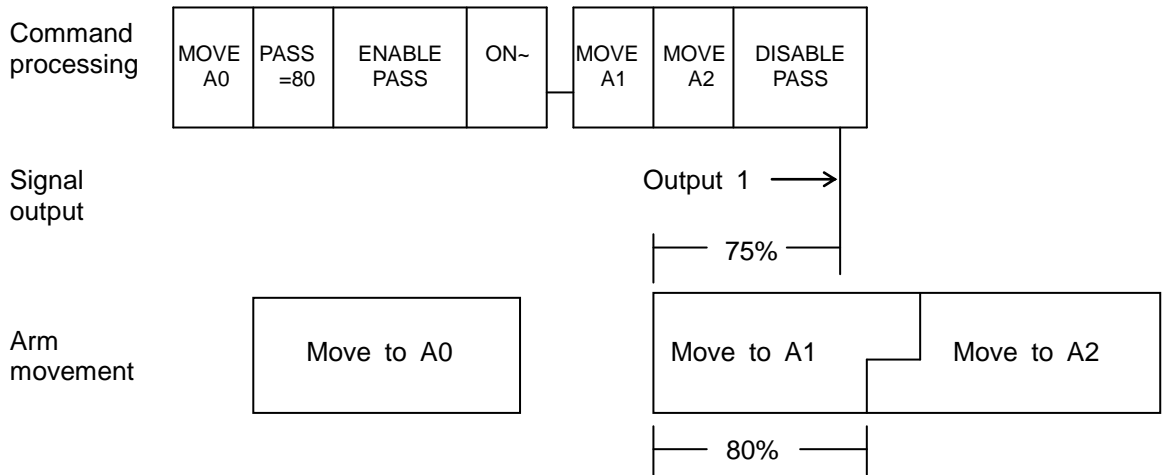 Command
processing
MOVE
A0
PASS
=80
ENABLE
PASS
ON~
MOVE
A1
MOVE
A2
DISABLE
PASS
Signal
output
Output 1
75%
Arm
movement
Move to A0
Move to A1
Move to A2
80%